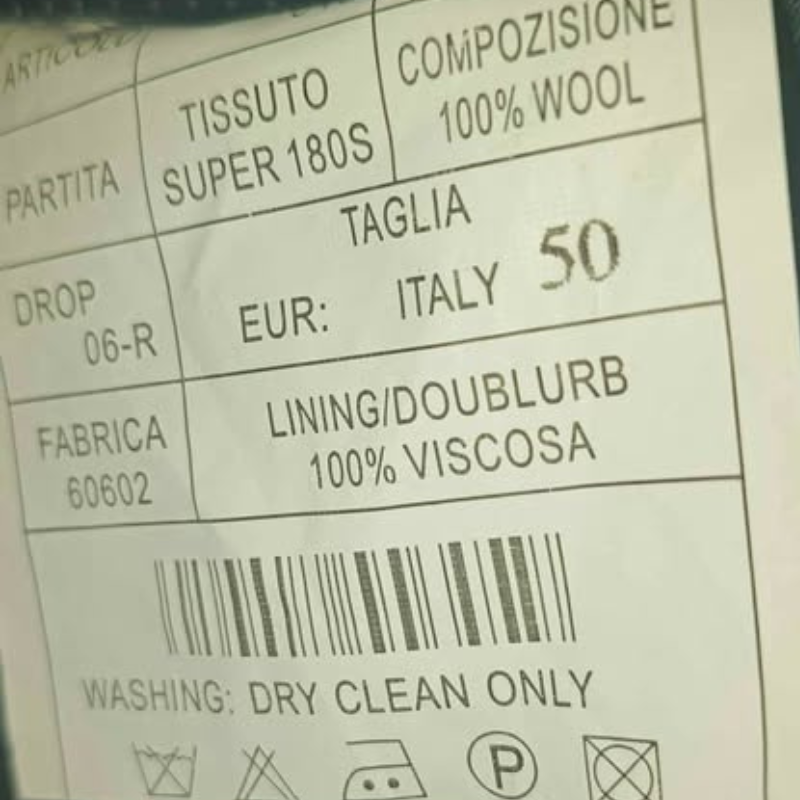 ARTICOLO
COMPOZISIONE
100% WOOL
TISSUTO
SUPER 180S
PARTITA
TAGLIA
EUR: ITALY 50
DROP
06-R
LINING/DOUBLURB
100% VISCOSA
FABRICA
60602
WASHING: DRY CLEAN ONLY
P